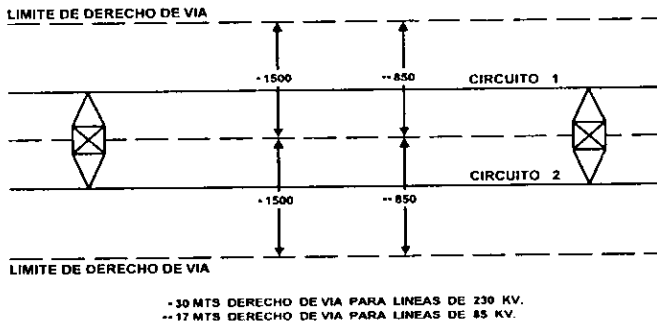 LIMITE DE DERECHO DE VIA
- 1500
-- 850
CIRCUITO 1
CIRCUITO 2
- 1500
-- 850
LIMITE DE DERECHO DE VIA
- 30 MTS DERECHO DE VIA PARA LINEAS DE 230 KV.
-- 17 MTS DERECHO DE VIA PARA LINEAS DE 85 KV.